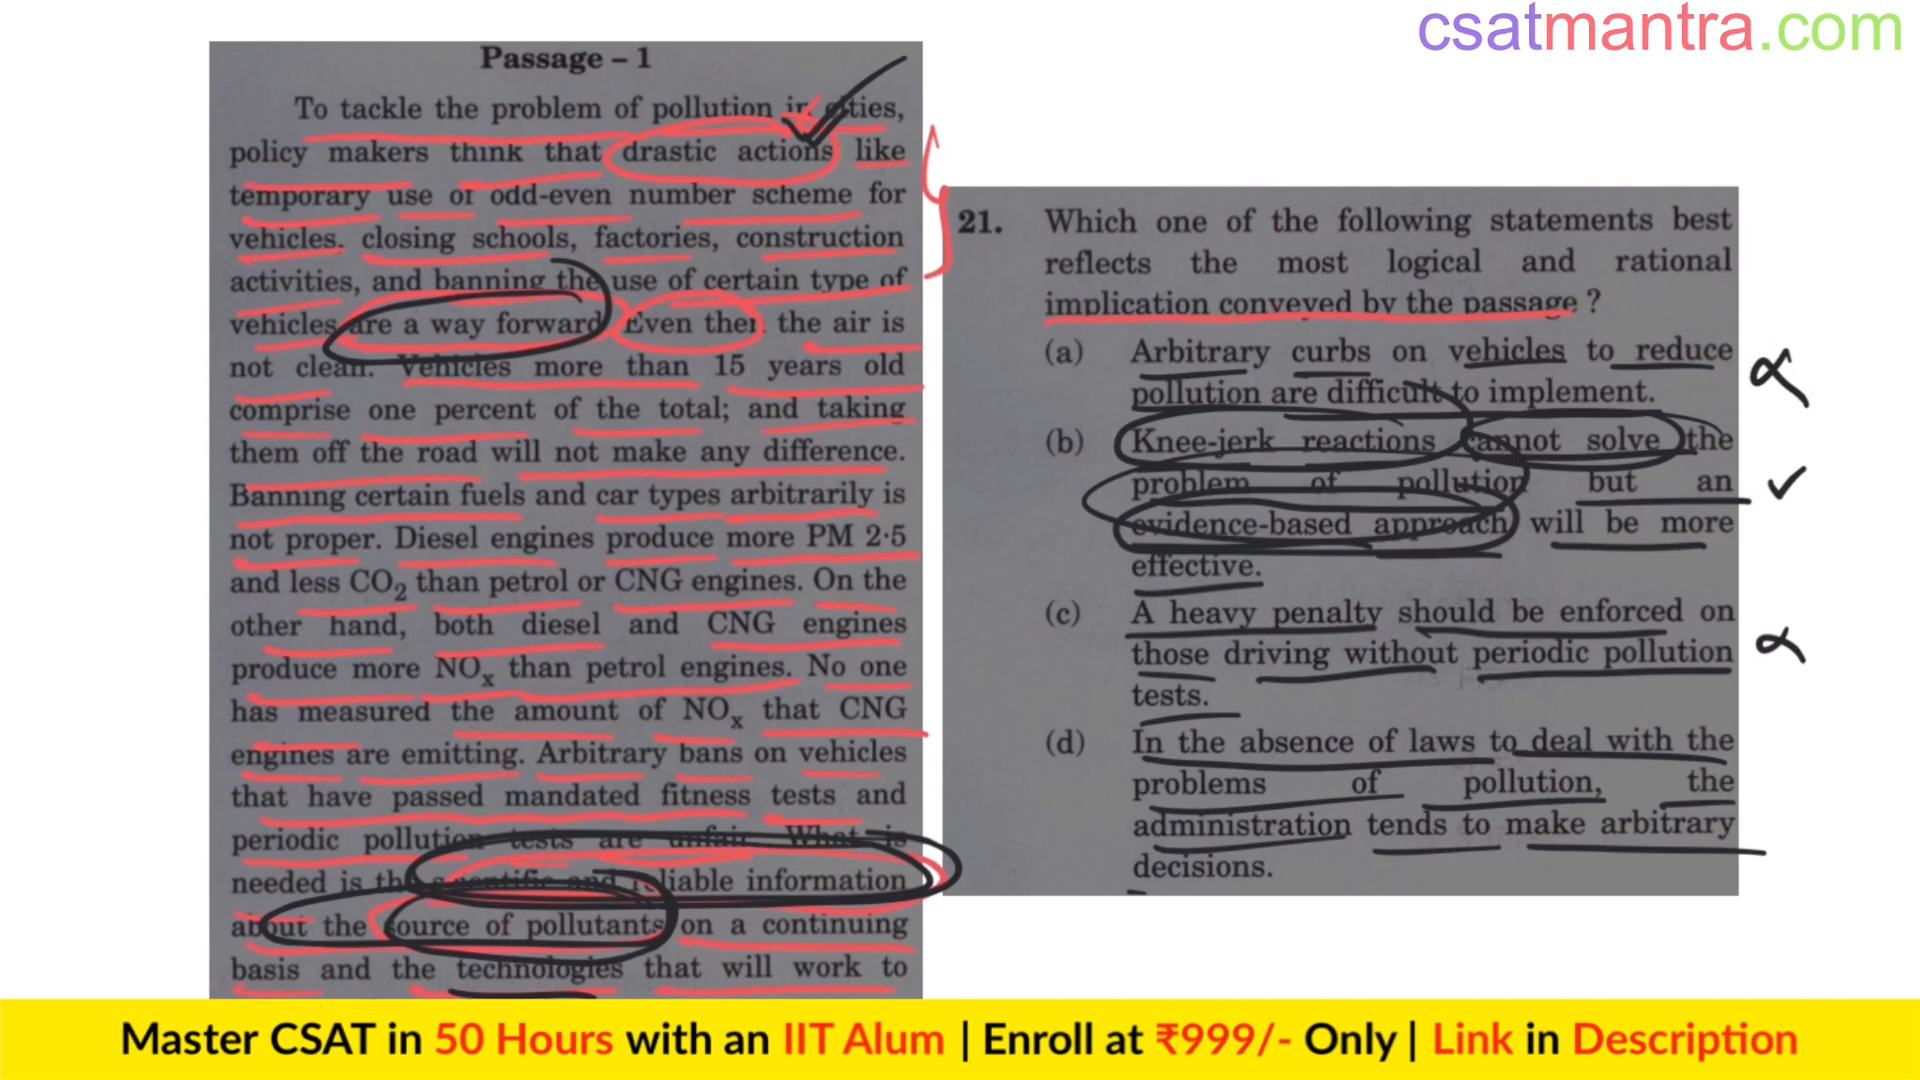 csatmantra.com
Passage – 1
To tackle the problem of pollution in cities,
policy makers think that drastic actions like
temporary use of odd-even number scheme for
vehicles, closing schools, factories, construction
activities, and banning the use of certain type of
vehicles are a way forward. Even then the air is
not clean. Vehicles more than 15 years old
comprise one percent of the total; and taking
them off the road will not make any difference.
Banning certain fuels and car types arbitrarily is
not proper. Diesel engines produce more PM 2·5
and less CO₂ than petrol or CNG engines. On the
other hand, both diesel and CNG engines
produce more NOₓ than petrol engines. No one
has measured the amount of NOₓ that CNG
engines are emitting. Arbitrary bans on vehicles
that have passed mandated fitness tests and
periodic pollution tests are unfair. What is
needed is the scientific and reliable information
about the source of pollutants on a continuing
basis and the technologies that will work to
21. Which one of the following statements best
reflects the most logical and rational
implication conveyed by the passage ?
(a) Arbitrary curbs on vehicles to reduce
pollution are difficult to implement.
(b) Knee-jerk reactions cannot solve the
problem of pollution but an
evidence-based approach will be more
effective.
(c) A heavy penalty should be enforced on
those driving without periodic pollution
tests.
(d) In the absence of laws to deal with the
problems of pollution, the
administration tends to make arbitrary
decisions.
Master CSAT in 50 Hours with an IIT Alum | Enroll at ₹999/- Only | Link in Description